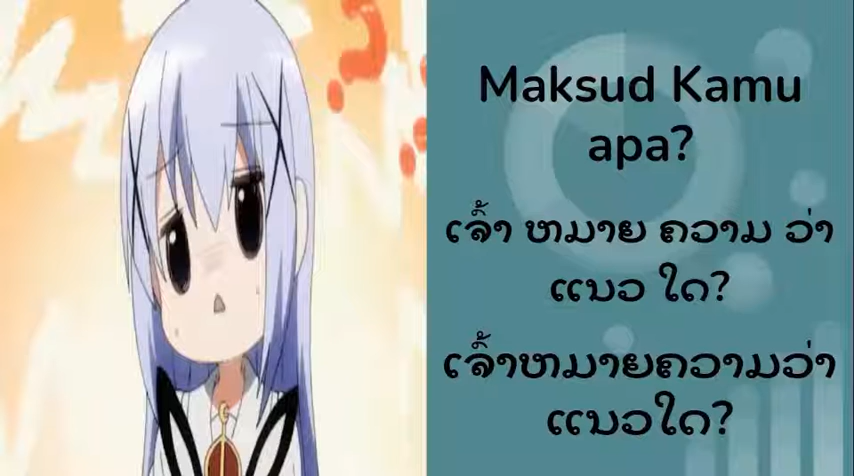 Maksud Kamu
apa?
ເຈົ້າ ຫມາຍ ຄວາມ ວ່າ
ແນວ ໃດ?
ເຈົ້າຫມາຍຄວາມວ່າ
ແນວໃດ?